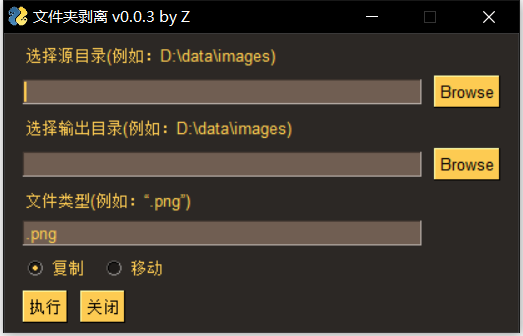 文件夹剥离 v0.0.3 by Z
选择源目录(例如：D:\data\images)
Browse
选择输出目录(例如：D:\data\images)
Browse
文件类型(例如：“.png”)
.png
复制 移动
执行 关闭